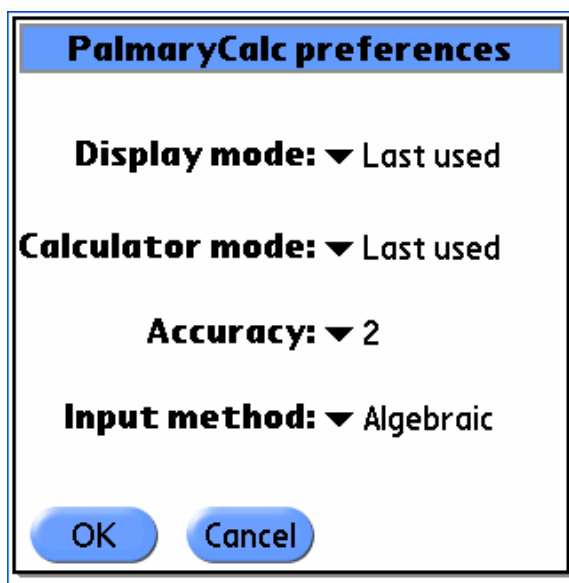 PalmaryCalc preferences
Display mode: Last used
Calculator mode: Last used
Accuracy: 2
Input method: Algebraic
OK Cancel